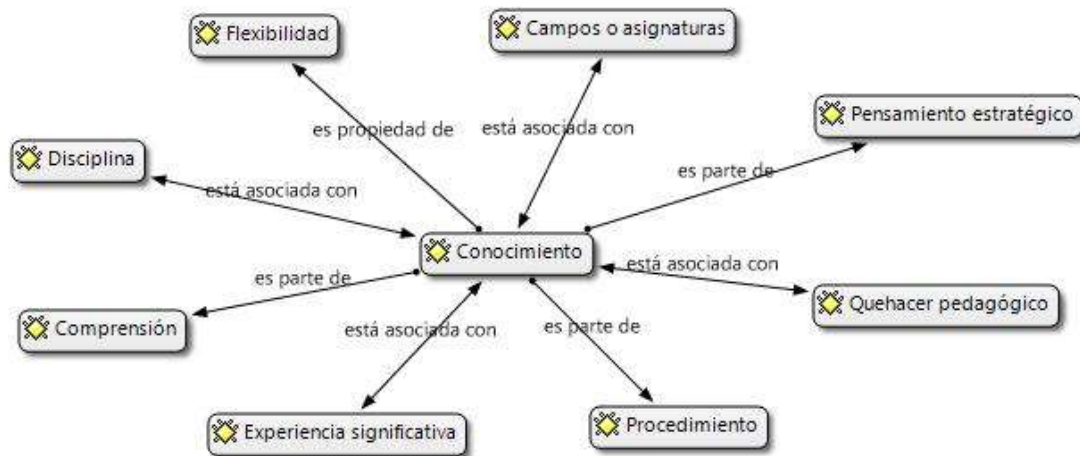 Flexibilidad
Campos o asignaturas
Pensamiento estratégico
es propiedad de
está asociada con
Disciplina
es parte de
está asociada con
Conocimiento
está asociada con
es parte de
Quehacer pedagógico
Comprensión
está asociada con
es parte de
Experiencia significativa
Procedimiento